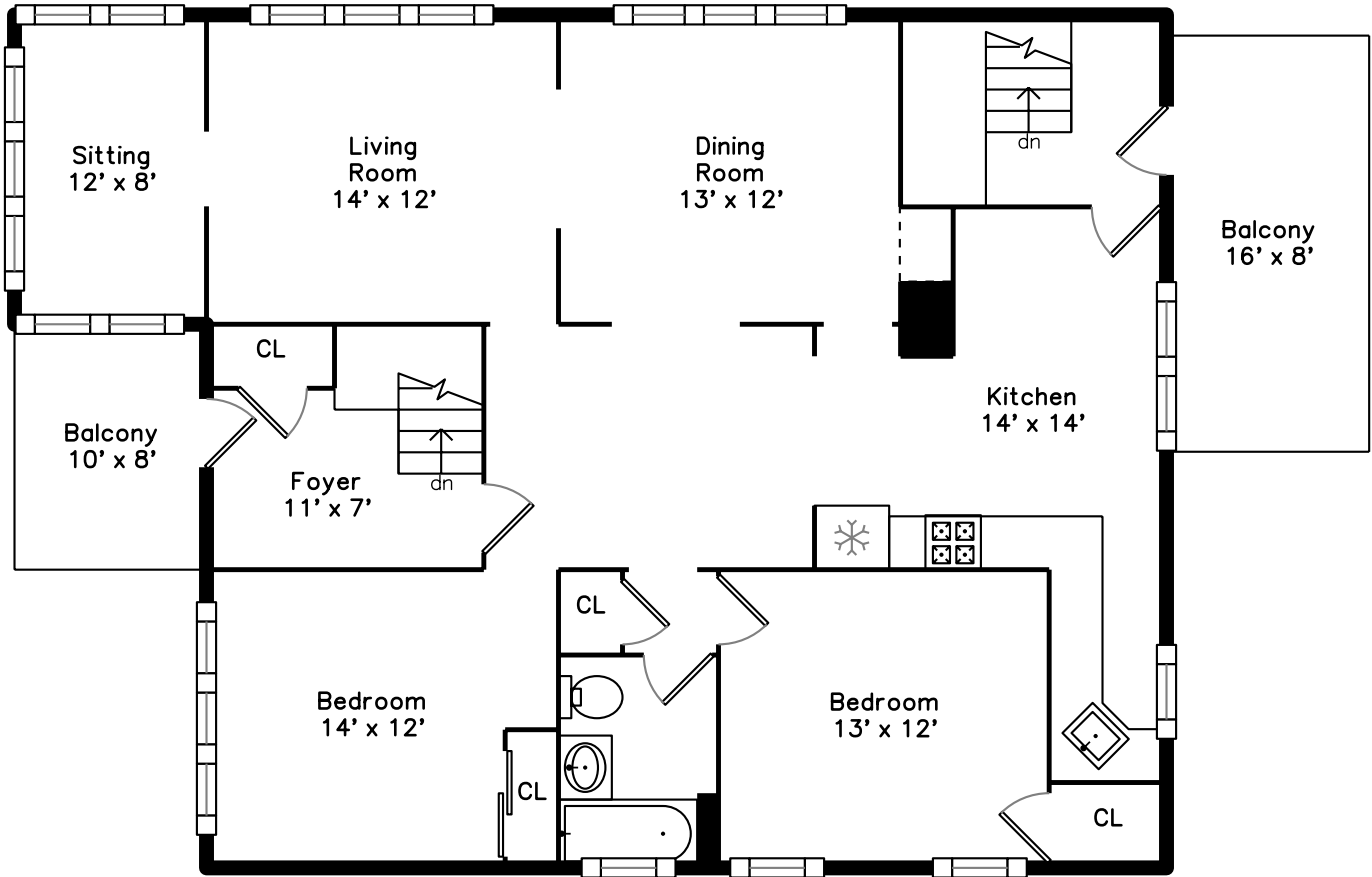 Sitting
12' x 8'
Living
Room
14' x 12'
Dining
Room
13' x 12'
dn
Balcony
16' x 8'
CL
Balcony
10' x 8'
Foyer
11' x 7'
dn
Kitchen
14' x 14'
CL
Bedroom
14' x 12'
CL
Bedroom
13' x 12'
CL